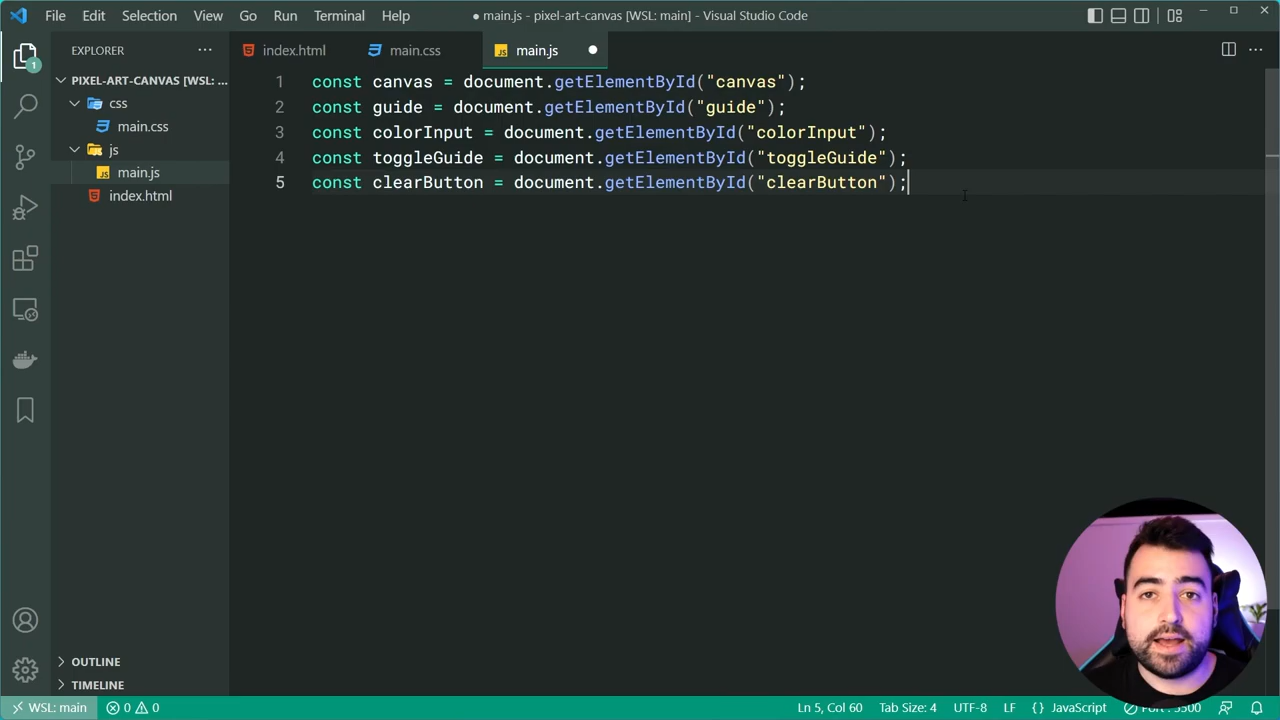 File Edit Selection View Go Run Terminal Help
● main.js - pixel-art-canvas [WSL: main] - Visual Studio Code
EXPLORER
PIXEL-ART-CANVAS [WSL: ...
css
main.css
js
main.js
index.html
OUTLINE
TIMELINE
1
index.html
main.css
JS main.js
1 const canvas = document.getElementById("canvas");
2 const guide = document.getElementById("guide");
3 const colorInput = document.getElementById("colorInput");
4 const toggleGuide = document.getElementById("toggleGuide");
5 const clearButton = document.getElementById("clearButton");
WSL: main 0 0 Ln 5, Col 60 Tab Size: 4 UTF-8 LF {} JavaScript Port : 5500